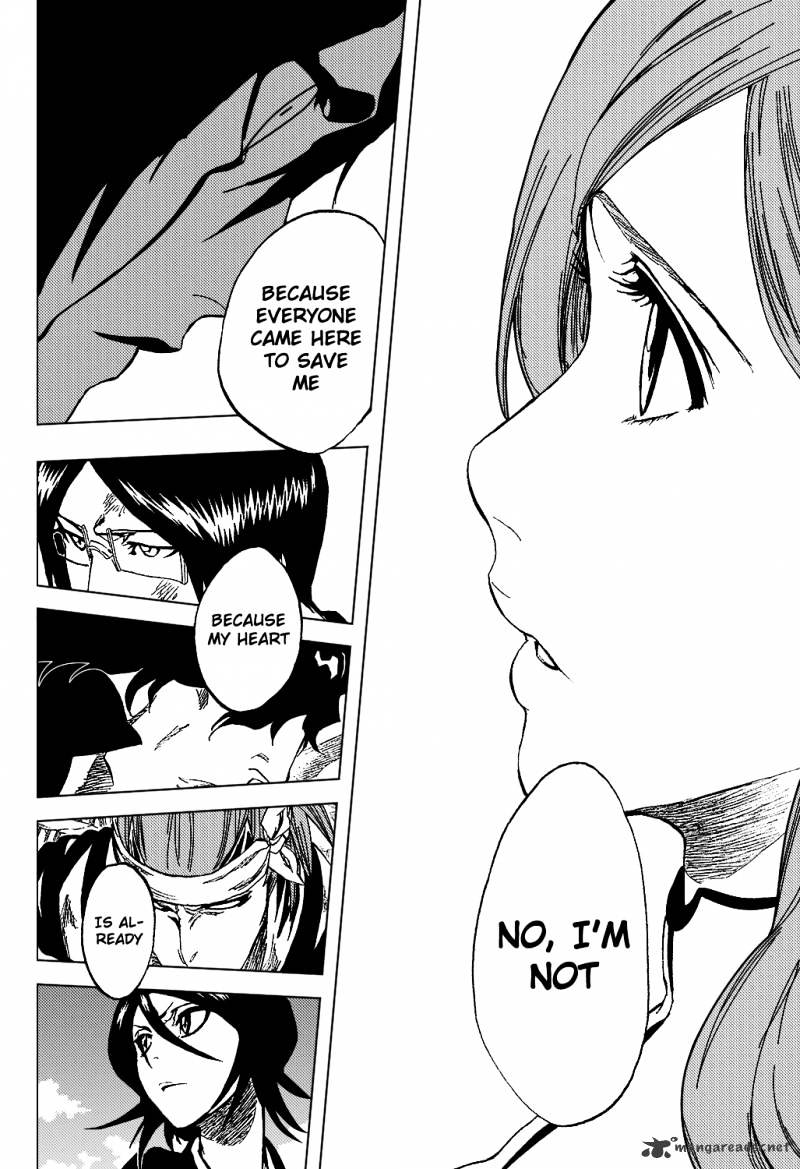 NO, I'M
NOT
BECAUSE
EVERYONE
CAME HERE
TO SAVE
ME
BECAUSE
MY HEART
IS AL-
READY
mangareader.net